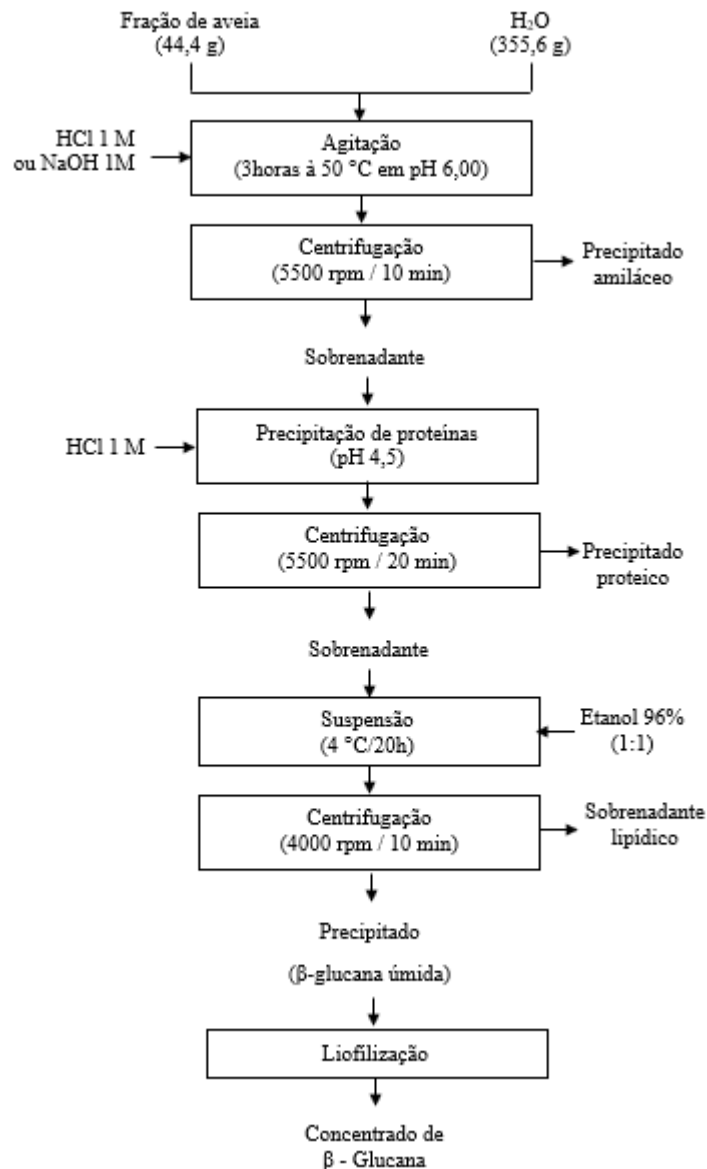 Fração de aveia
(44,4 g)
H₂O
(355,6 g)
HCl 1 M
ou NaOH 1M
Agitação
(3horas à 50 °C em pH 6,00)
Centrifugação
(5500 rpm / 10 min)
Precipitado
amiláceo
Sobrenadante
HCl 1 M
Precipitação de proteínas
(pH 4,5)
Centrifugação
(5500 rpm / 20 min)
Precipitado
proteico
Sobrenadante
Suspensão
(4 °C/20h)
Etanol 96%
(1:1)
Centrifugação
(4000 rpm / 10 min)
Sobrenadante
lipídico
Precipitado
(β-glucana úmida)
Liofilização
Concentrado de
β - Glucana